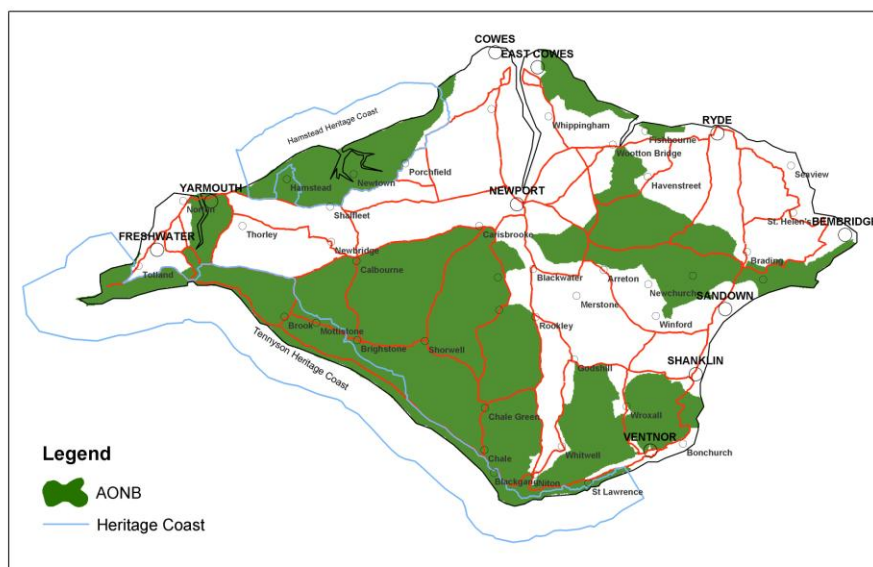 COWES
EAST COWES
Hamstead Heritage Coast
Whippingham
RYDE
Fishbourne
Wootton Bridge
Porchfield
Seaview
Hamstead
Newtown
Havenstreet
YARMOUTH
NEWPORT
Norton
Shalfleet
St. Helen's
BEMBRIDGE
Thorley
Carisbrooke
FRESHWATER
Newbridge
Brading
Calbourne
Totland
Blackwater
Arreton
Newchurch
SANDOWN
Merstone
Brook
Mottistone
Rookley
Winford
Tennyson Heritage Coast
Brighstone
Shorwell
Godshill
SHANKLIN
Chale Green
Wroxall
VENTNOR
Legend
Chale
Whitwell
Bonchurch
AONB
Niton
St Lawrence
Heritage Coast